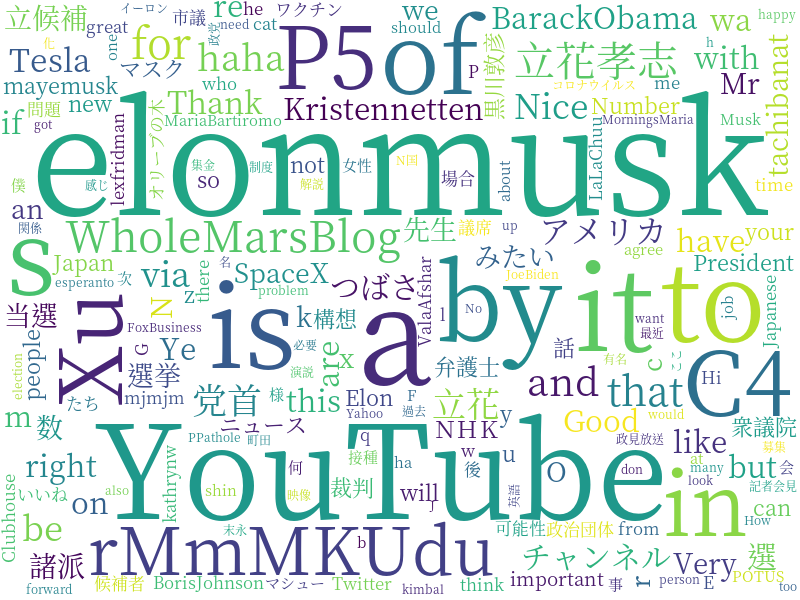 イーロン 市議 re he ワクチン
立候補 great for we BarackObama happy
化 政党 one need cat should wa
Tesla マスク haha P5 of 立花孝志 with
mayemusk who P コロナウイルス h me Mr
if 問題 new Thank Kristennetten 黒川敦彦 Nice Number tachibanat
got MariaBartiromo MorningsMaria Musk
elonmusk
僕 感じ lexfridman オリーブの木 集金 制度 so not 女性 N国 解説 場合 about LaLaChuu time
an 関係 WholeMarsBlog 先生 議席 up アメリカ have your
s Japan via 名 there SpaceX みたい agree
esperanto 次 z つばさ ValaAfshar JoeBiden President
当選 Xu N problem is a l by it to job Japanese
people FoxBusiness k 構想 No want 最近 c ここ
G Ye 必要 x 弁護士 話 有名 Hi C4
選挙 are 演説 and that
たち mjmjm 党首 this 様 Elon F 立花 Good would
m 数 ニュース Yahoo 過去 y NHK 政見放送 衆議院
PPathole 町田 q w like 募集
right YouTube 何 接種 u o don but 会
いいね shin ha 後 at many in
on kathrynw 映像 裁判 will J 英語 look 記者会見
Clubhouse be also 末永 可能性 政治団体 from can How
諸派 rMmMKUdu b チャンネル Very 選
候補者 BorisJohnson マシュー Twitter think important r person E POTUS
forward kimbal 事 too
election